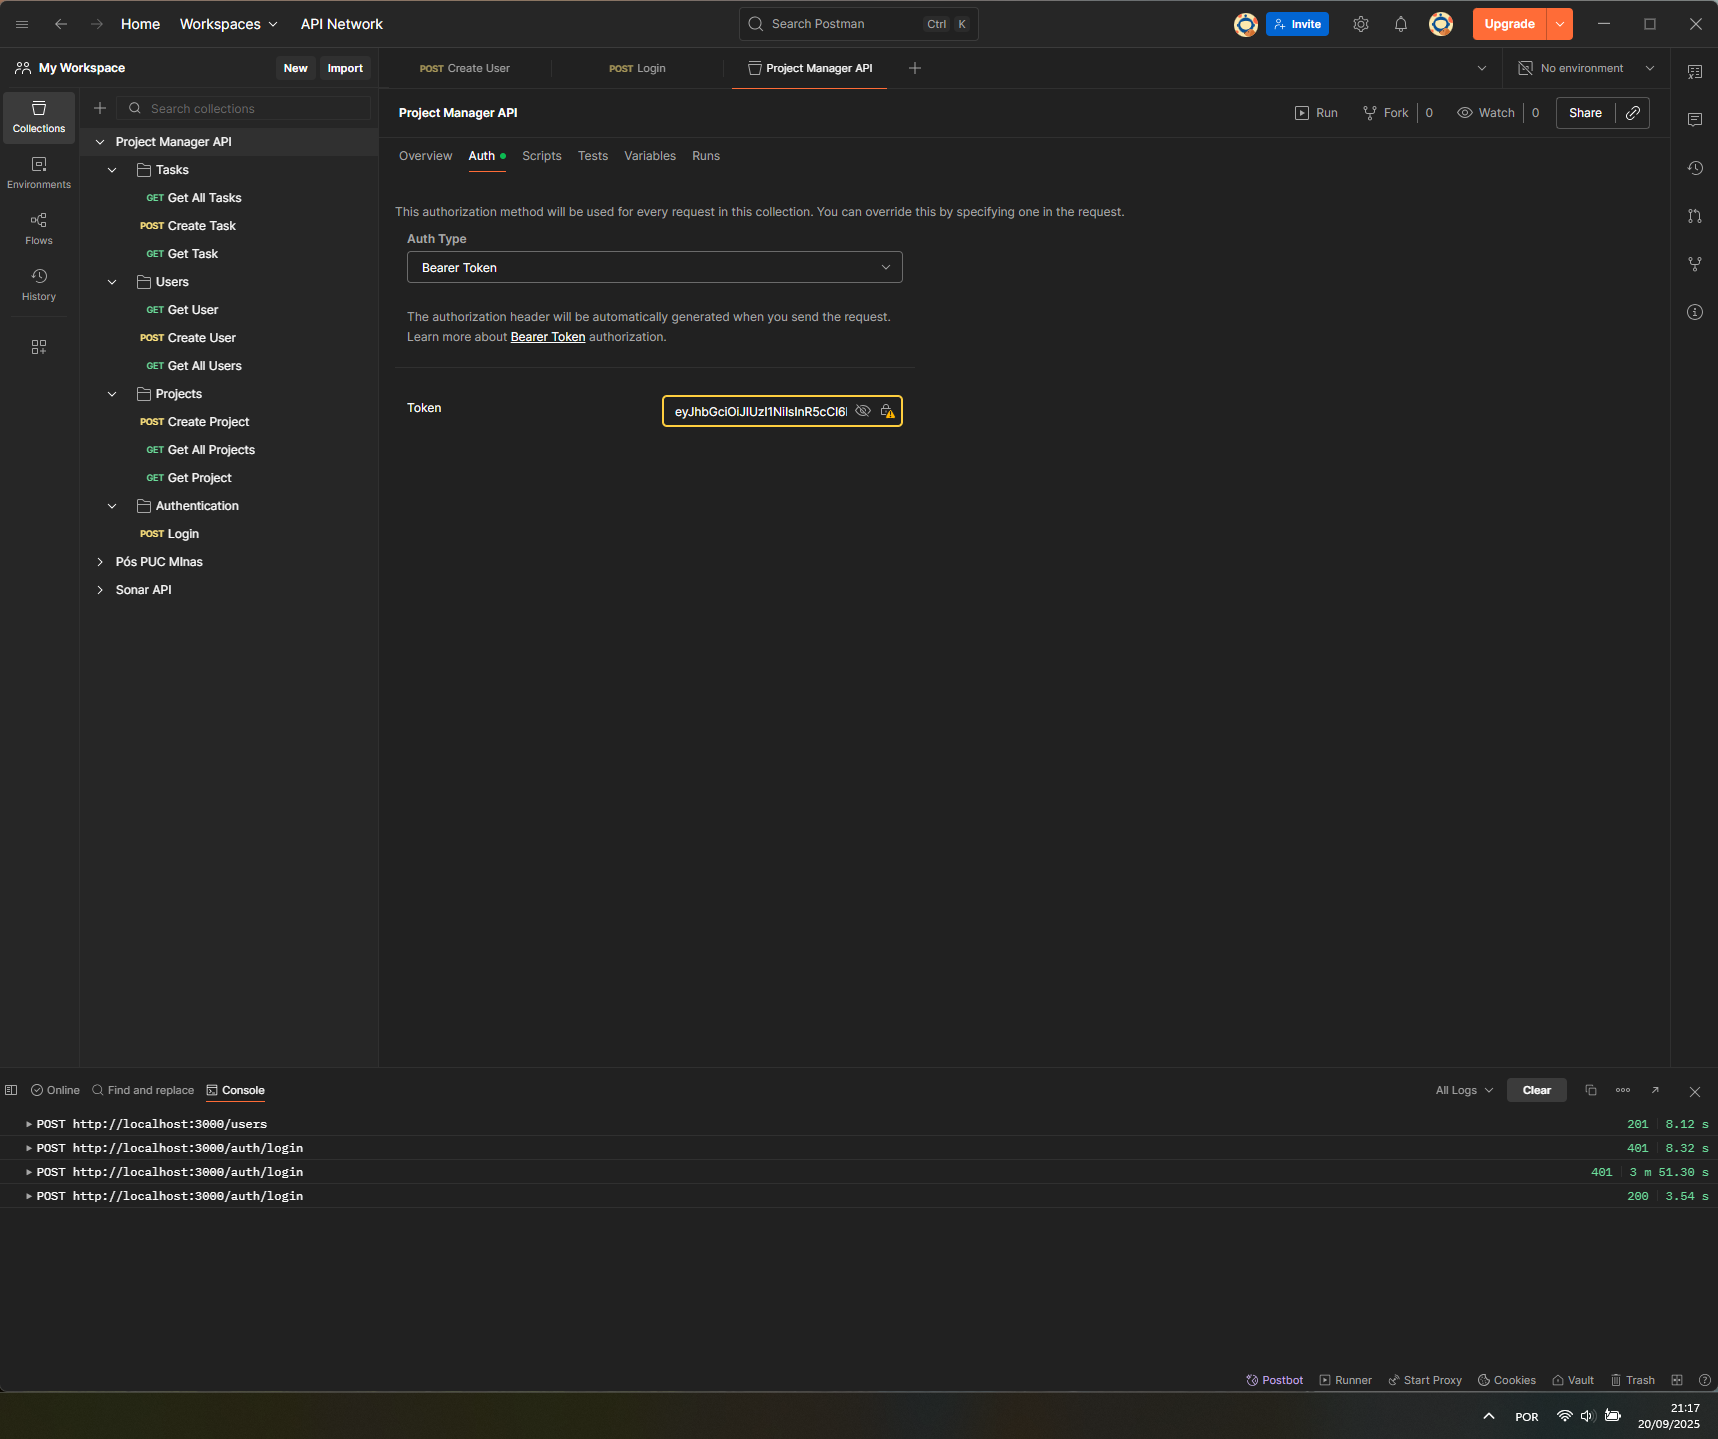 Home Workspaces API Network Search Postman Ctrl K Invite Upgrade
My Workspace New Import POST Create User POST Login Project Manager API No environment
Collections
Environments
Flows
History
Search collections
Project Manager API
Tasks
GET Get All Tasks
POST Create Task
GET Get Task
Users
GET Get User
POST Create User
GET Get All Users
Projects
POST Create Project
GET Get All Projects
GET Get Project
Authentication
POST Login
Pós PUC MInas
Sonar API
Project Manager API Run Fork 0 Watch 0 Share
Overview Auth Scripts Tests Variables Runs
This authorization method will be used for every request in this collection. You can override this by specifying one in the request.
Auth Type
Bearer Token
The authorization header will be automatically generated when you send the request.
Learn more about Bearer Token authorization.
Token eyJhbGciOiJIUzI1NiIsInR5cCI6I
Online Find and replace Console All Logs Clear
POST http://localhost:3000/users 201 8.12 s
POST http://localhost:3000/auth/login 401 8.32 s
POST http://localhost:3000/auth/login 401 3 m 51.30 s
POST http://localhost:3000/auth/login 200 3.54 s
Postbot Runner Start Proxy Cookies Vault Trash
POR 21:17
20/09/2025